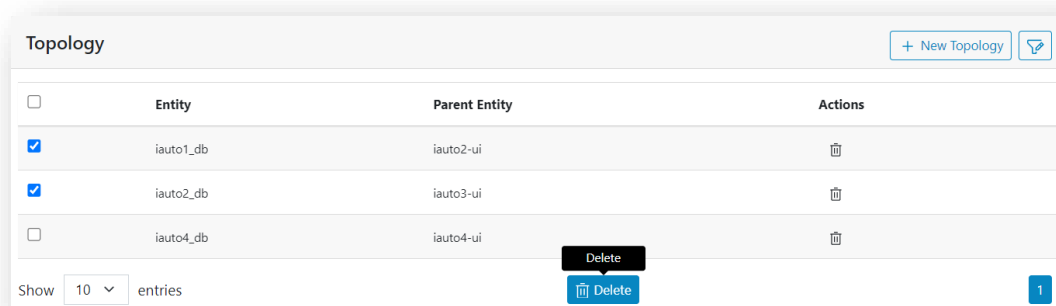 Topology
+ New Topology
Entity Parent Entity Actions
iauto1_db iauto2-ui
iauto2_db iauto3-ui
iauto4_db iauto4-ui
Delete
Show 10 entries Delete 1